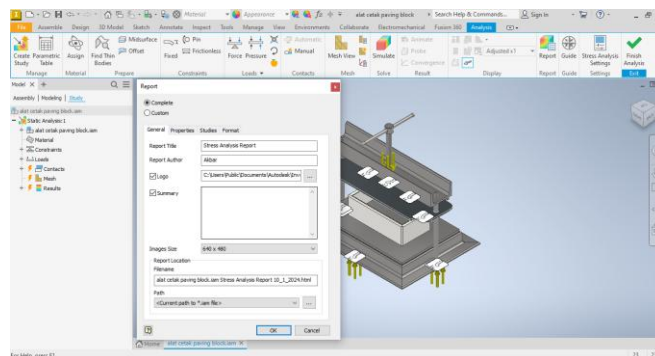 Material
Appearance
alat cetak paving block
Search Help & Commands...
Sign In
File Assemble Design 3D Model Sketch Annotate Inspect Tools Manage View Environments Collaborate Electromechanical Fusion 360 Analysis
Create Study
Parametric Table
Assign
Find Thin Bodies
Midsurface
Offset
Fixed
Pin
Frictionless
Force
Pressure
Automatic
Manual
Mesh View
Simulate
Animate
Probe
Convergence
Adjusted x1
Report
Guide
Stress Analysis Settings
Finish Analysis
Manage Material Prepare Constraints Loads Contacts Mesh Solve Result Display Report Guide Settings Exit
Model
Assembly | Modeling | Study
alat cetak paving block.iam
Static Analysis:1
alat cetak paving block.iam
Material
Constraints
Loads
Contacts
Mesh
Results
Report
Complete
Custom
General Properties Studies Format
Report Title
Stress Analysis Report
Report Author
Akbar
Logo
C:\Users\Public\Documents\Autodesk\Inv
...
Summary
Images Size
640 x 480
Report Location
Filename
alat cetak paving block.iam Stress Analysis Report 10_1_2024.html
Path
<Current path to *.iam file>
...
OK
Cancel
Home
alat cetak paving block.iam X
For Help, press F1